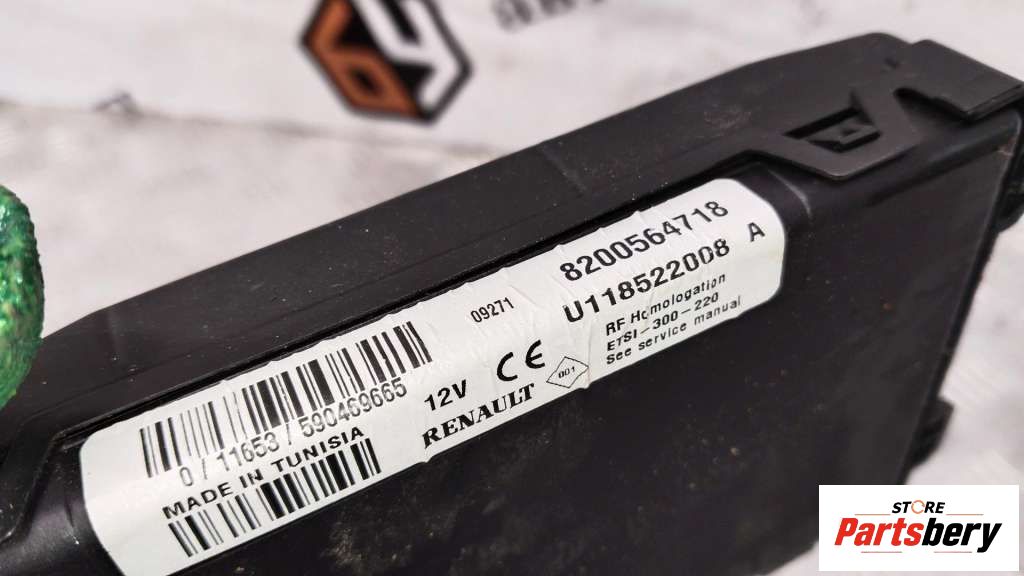 0/11653/590469665
MADE IN TUNISIA
09271
12V
CE
RENAULT
001
8200564718
U118522008 A
RF Homologation
ETSI-300-220
See service manual
STORE
Partsbery